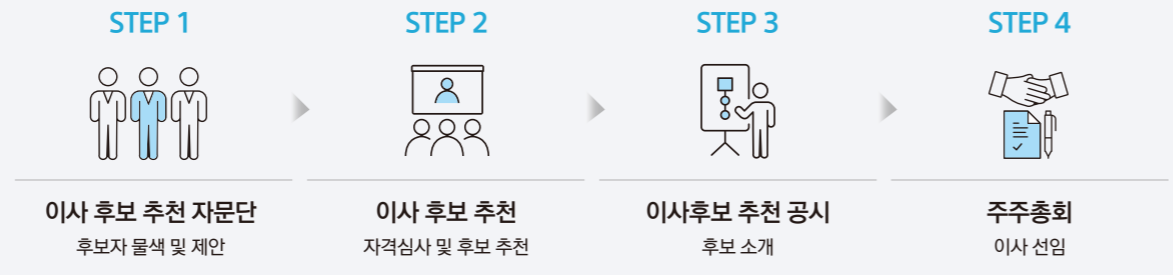 STEP 1
STEP 2
STEP 3
STEP 4
이사 후보 추천 자문단
후보자 물색 및 제안
이사 후보 추천
자격심사 및 후보 추천
이사후보 추천 공시
후보 소개
주주총회
이사 선임